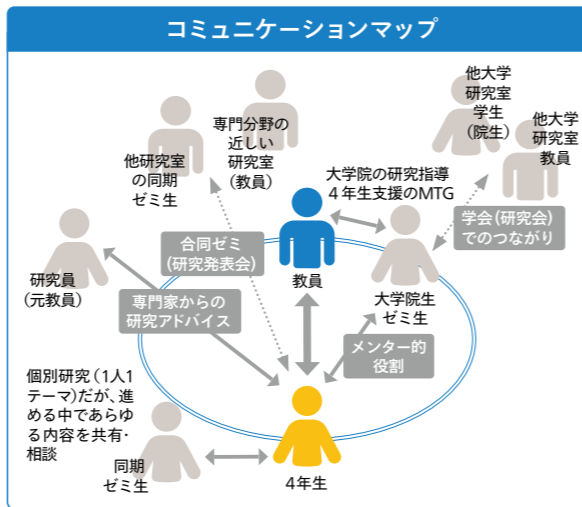 コミュニケーションマップ
他大学
研究室
学生
(院生)
他大学
研究室
教員
専門分野の
近しい
研究室
(教員)
他研究室
の同期
ゼミ生
大学院の研究指導
4年生支援のMTG
学会(研究会)
でのつながり
合同ゼミ
(研究発表会)
教員
大学院生
ゼミ生
研究員
(元教員)
専門家からの
研究アドバイス
メンター的
役割
個別研究(1人1
テーマ)だが、進
める中であらゆ
る内容を共有・
相談
同期
ゼミ生
4年生